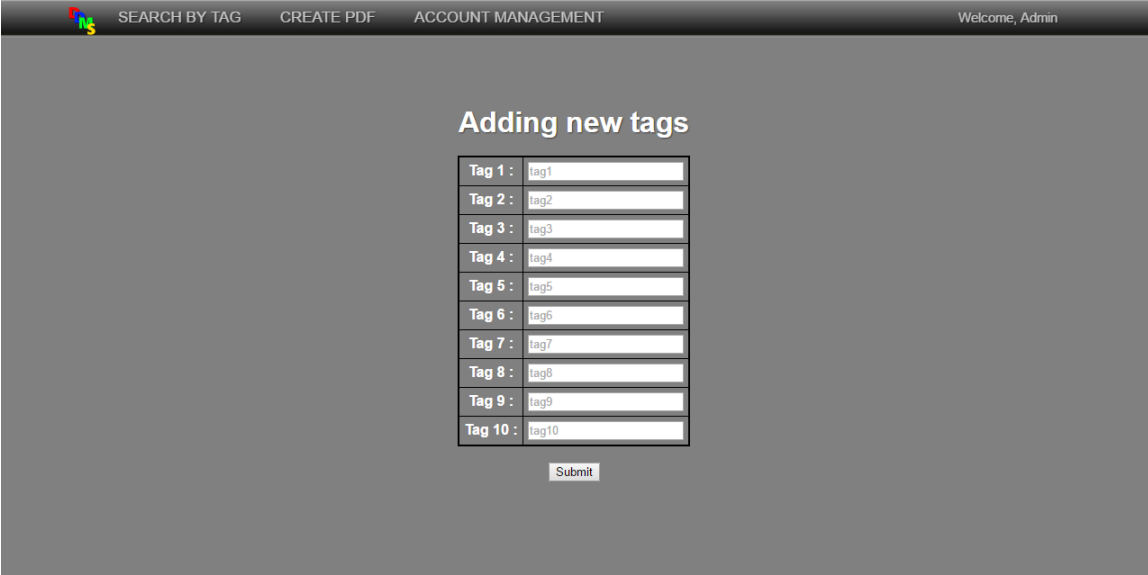 DMS SEARCH BY TAG CREATE PDF ACCOUNT MANAGEMENT Welcome, Admin
Adding new tags
Tag 1 : tag1
Tag 2 : tag2
Tag 3 : tag3
Tag 4 : tag4
Tag 5 : tag5
Tag 6 : tag6
Tag 7 : tag7
Tag 8 : tag8
Tag 9 : tag9
Tag 10 : tag10
Submit